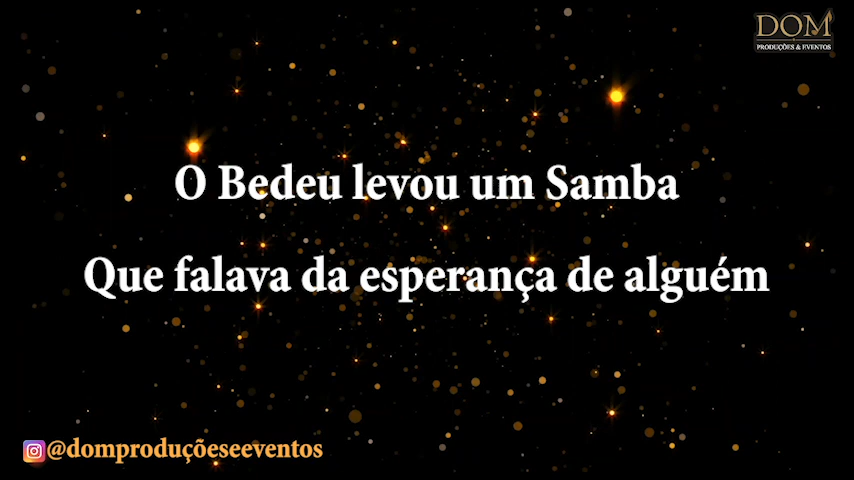 DOM
PRODUÇÕES & EVENTOS
O Bedeu levou um Samba
Que falava da esperança de alguém
@domproduçõeseeventos